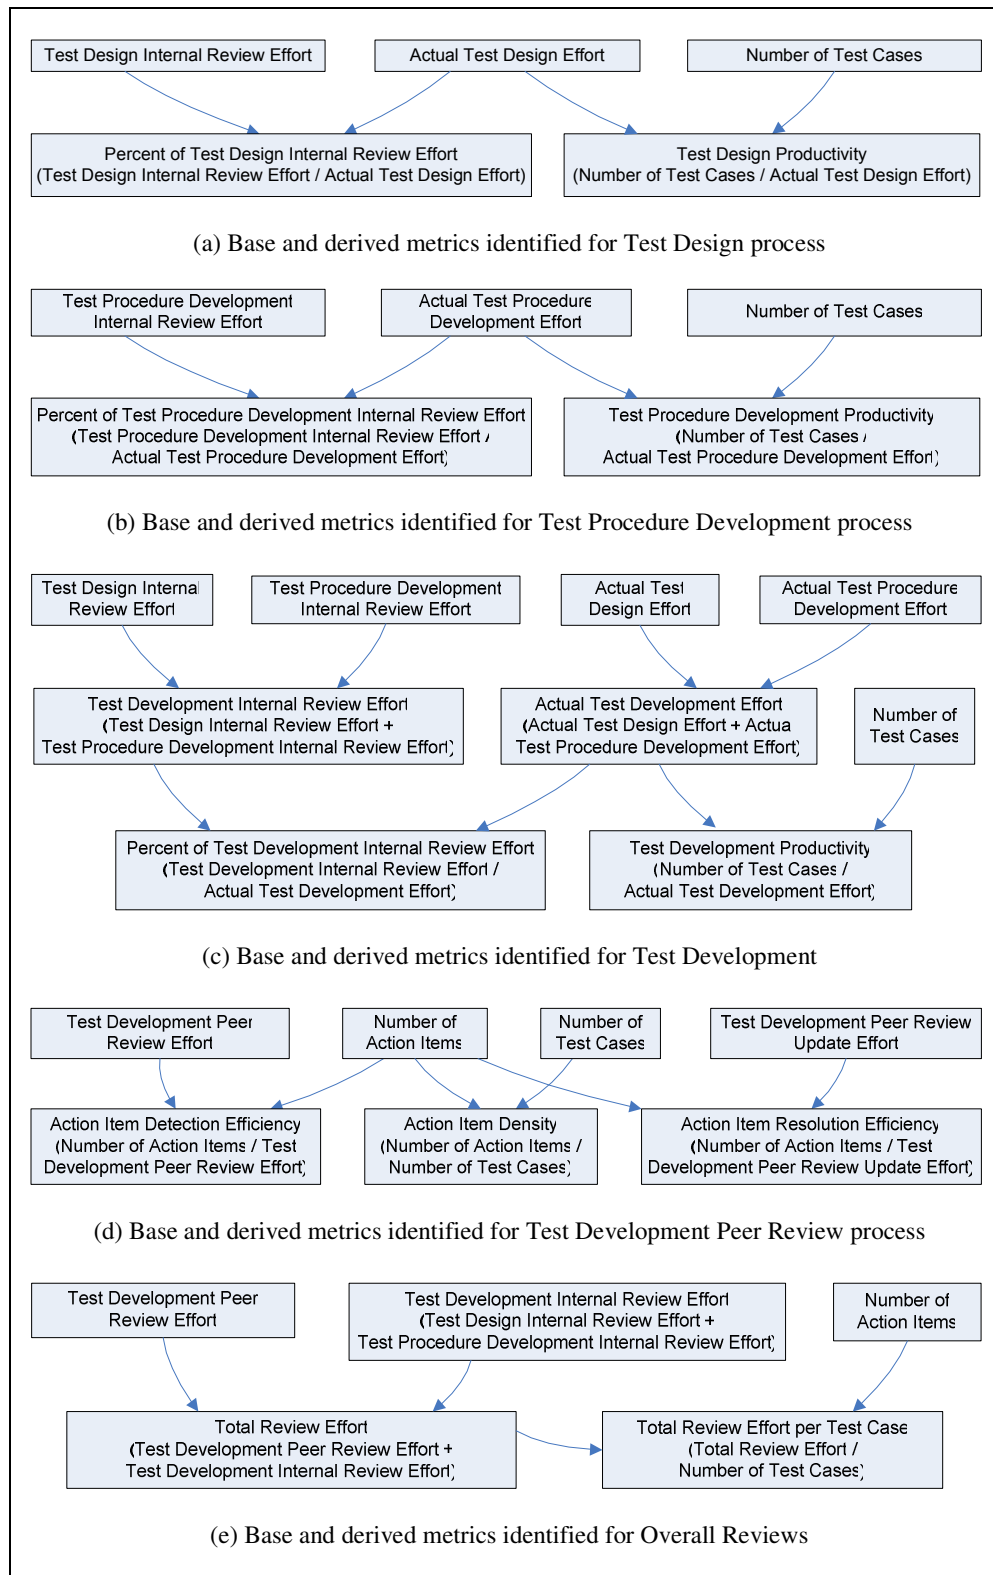 Test Design Internal Review Effort
Actual Test Design Effort
Number of Test Cases
Percent of Test Design Internal Review Effort
(Test Design Internal Review Effort / Actual Test Design Effort)
Test Design Productivity
(Number of Test Cases / Actual Test Design Effort)
(a) Base and derived metrics identified for Test Design process
Test Procedure Development
Internal Review Effort
Actual Test Procedure
Development Effort
Number of Test Cases
Percent of Test Procedure Development Internal Review Effort
(Test Procedure Development Internal Review Effort /
Actual Test Procedure Development Effort)
Test Procedure Development Productivity
(Number of Test Cases /
Actual Test Procedure Development Effort)
(b) Base and derived metrics identified for Test Procedure Development process
Test Design Internal
Review Effort
Test Procedure Development
Internal Review Effort
Actual Test
Design Effort
Actual Test Procedure
Development Effort
Test Development Internal Review Effort
(Test Design Internal Review Effort +
Test Procedure Development Internal Review Effort)
Actual Test Development Effort
(Actual Test Design Effort + Actua
Test Procedure Development Effort)
Number of
Test Cases
Percent of Test Development Internal Review Effort
(Test Development Internal Review Effort /
Actual Test Development Effort)
Test Development Productivity
(Number of Test Cases /
Actual Test Development Effort)
(c) Base and derived metrics identified for Test Development
Test Development Peer
Review Effort
Number of
Action Items
Number of
Test Cases
Test Development Peer Review
Update Effort
Action Item Detection Efficiency
(Number of Action Items / Test
Development Peer Review Effort)
Action Item Density
(Number of Action Items /
Number of Test Cases)
Action Item Resolution Efficiency
(Number of Action Items / Test
Development Peer Review Update Effort)
(d) Base and derived metrics identified for Test Development Peer Review process
Test Development Peer
Review Effort
Test Development Internal Review Effort
(Test Design Internal Review Effort +
Test Procedure Development Internal Review Effort)
Number of
Action Items
Total Review Effort
(Test Development Peer Review Effort +
Test Development Internal Review Effort)
Total Review Effort per Test Case
(Total Review Effort /
Number of Test Cases)
(e) Base and derived metrics identified for Overall Reviews